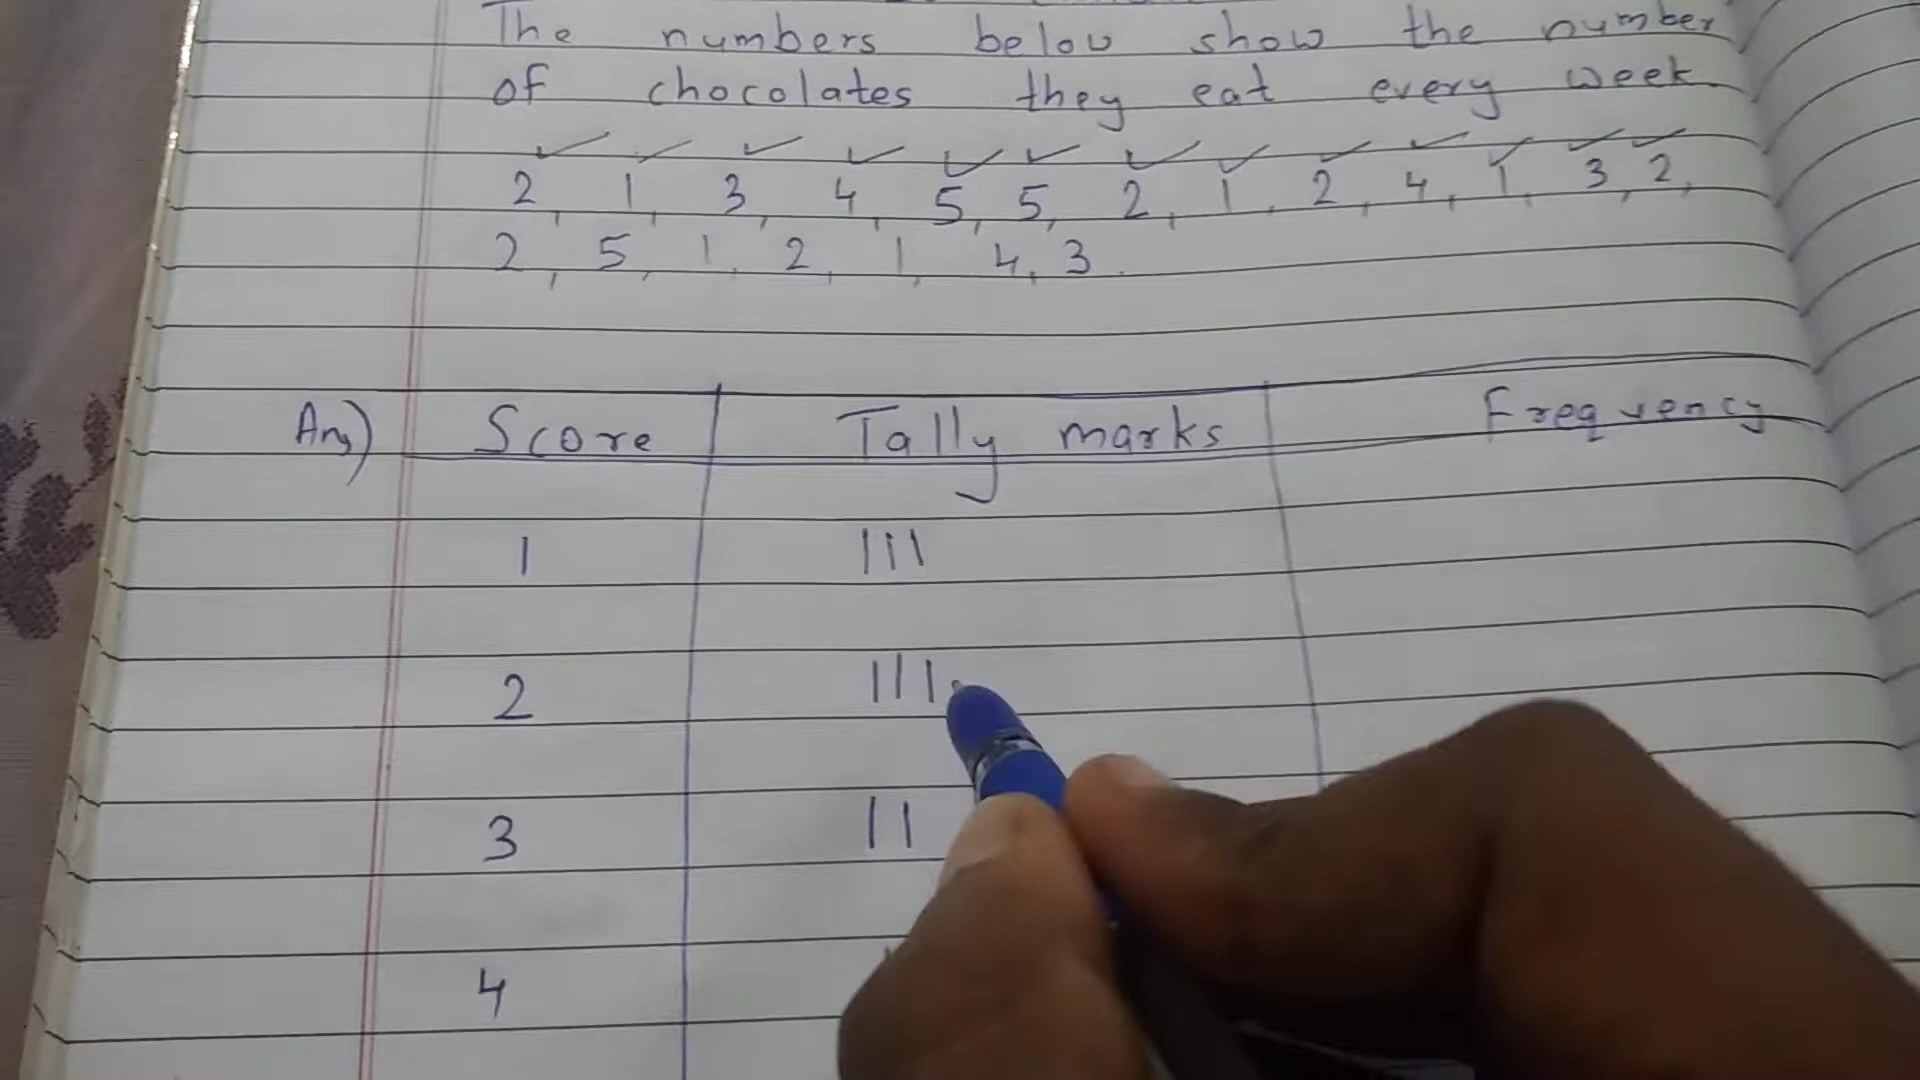 The numbers below show the number
of chocolates they eat every week.
2, 1, 3, 4, 5, 5, 2, 1, 2, 4, 1, 3, 2,
2, 5, 1, 2, 1, 4, 3.
Ans) Score Tally marks Frequency
1 |||
2 |||
3 ||
4